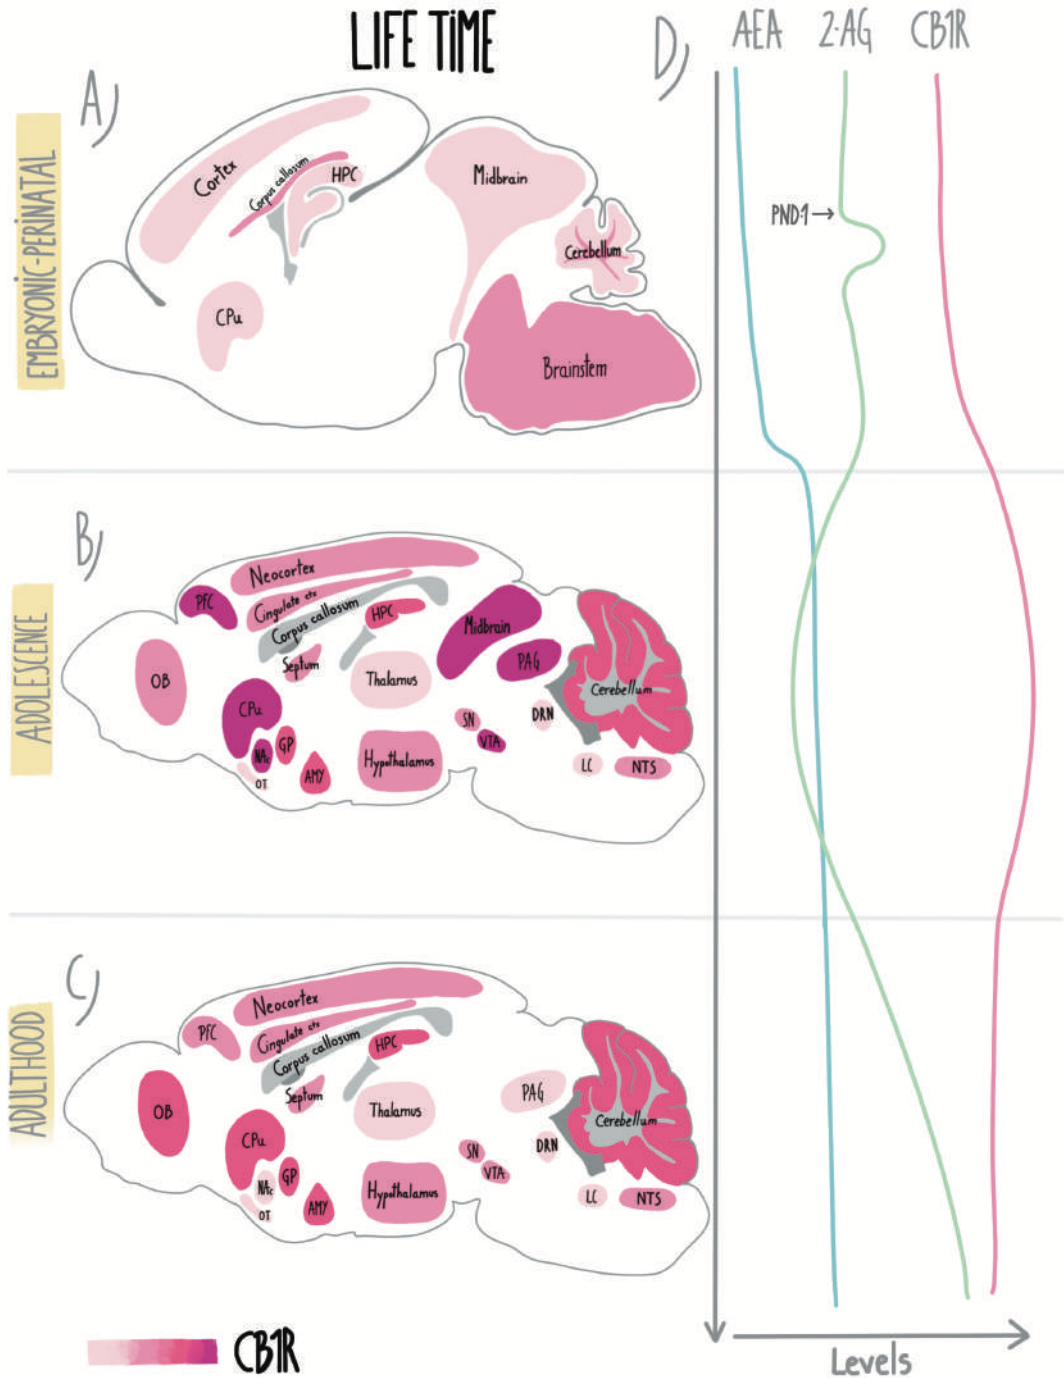 LIFE TIME
A)
EMBRYONIC-PERINATAL
Cortex
Corpus callosum
HPC
Midbrain
Cerebellum
CPu
Brainstem
B)
ADOLESCENCE
Neocortex
PFC
Cingulate ctx
Corpus callosum
HPC
Midbrain
Septum
PAG
OB
Thalamus
Cerebellum
CPu
SN
DRN
VTA
NAc
GP
OT
AMY
Hypothalamus
LC
NTS
C)
ADULTHOOD
Neocortex
PFC
Cingulate ctx
Corpus callosum
HPC
Septum
PAG
OB
Thalamus
Cerebellum
CPu
SN
DRN
VTA
NAc
GP
OT
AMY
Hypothalamus
LC
NTS
CB1R
D)
AEA
2-AG
CB1R
PND1→
Levels